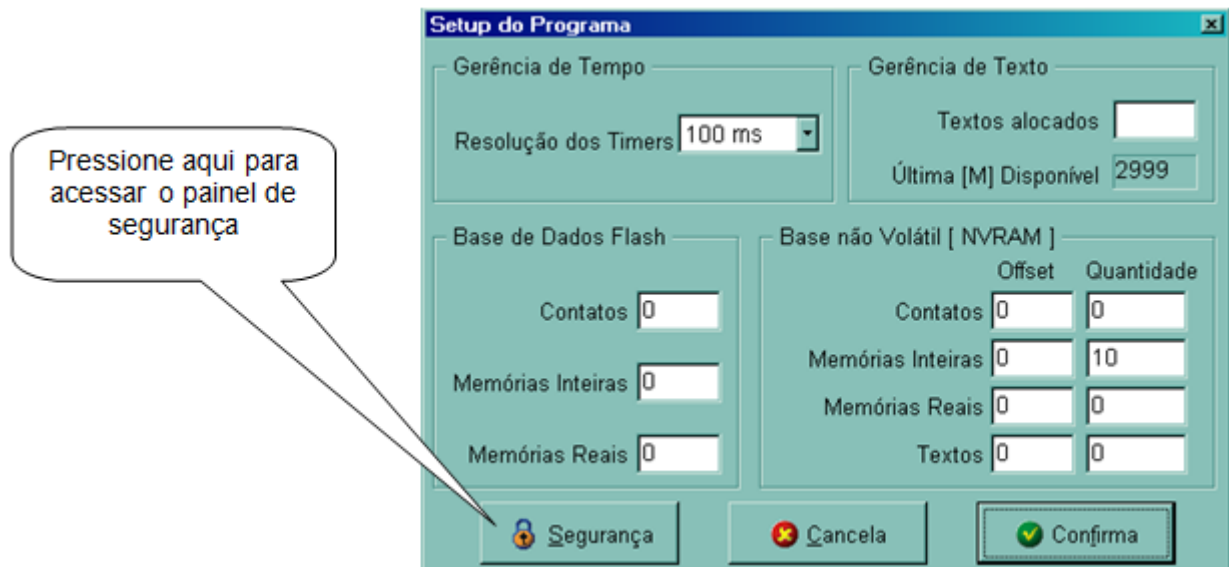 Setup do Programa
Gerência de Tempo
Resolução dos Timers 100 ms
Gerência de Texto
Textos alocados
Última [M] Disponível 2999
Pressione aqui para
acessar o painel de
segurança
Base de Dados Flash
Contatos 0
Memórias Inteiras 0
Memórias Reais 0
Base não Volátil [ NVRAM ]
Offset Quantidade
Contatos 0 0
Memórias Inteiras 0 10
Memórias Reais 0 0
Textos 0 0
Segurança
Cancela
Confirma